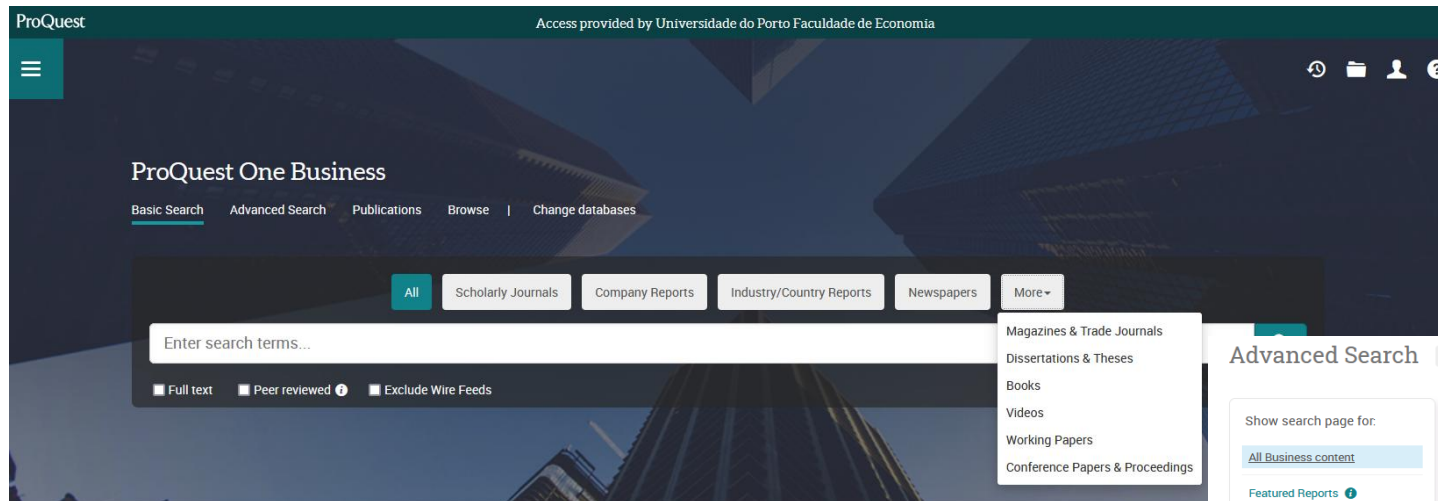 ProQuest
Access provided by Universidade do Porto Faculdade de Economia
ProQuest One Business
Basic Search Advanced Search Publications Browse | Change databases
All Scholarly Journals Company Reports Industry/Country Reports Newspapers More
Enter search terms...
Full text Peer reviewed Exclude Wire Feeds
Magazines & Trade Journals
Dissertations & Theses
Books
Videos
Working Papers
Conference Papers & Proceedings
Advanced Search
Show search page for:
All Business content
Featured Reports